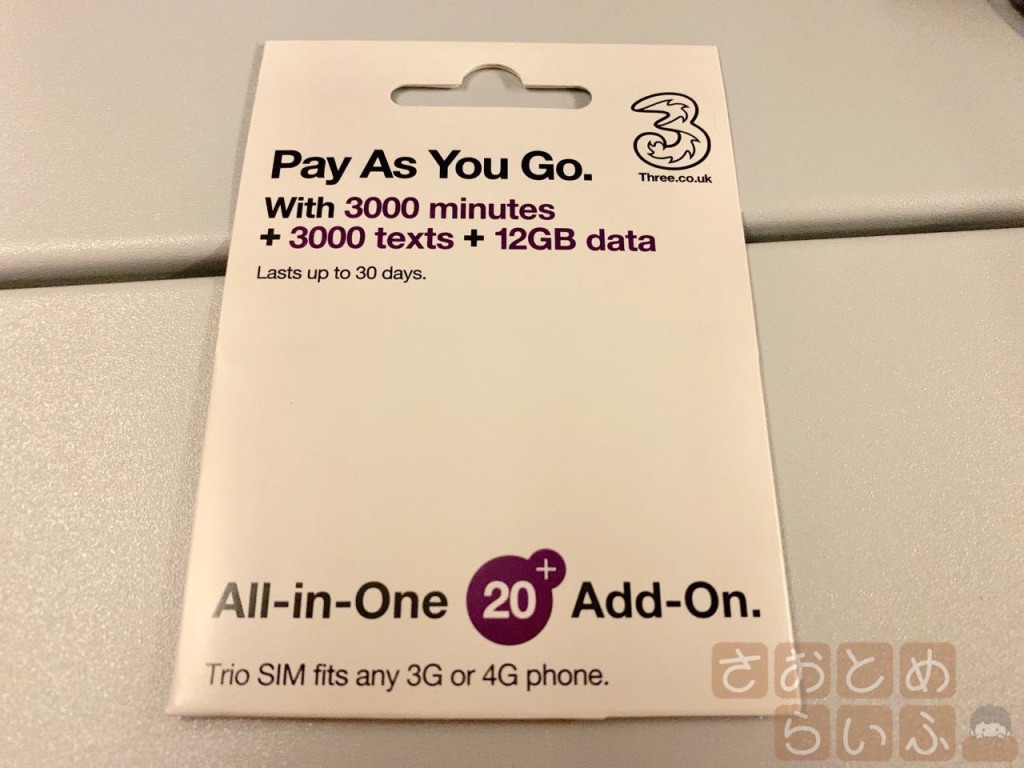 Three.co.uk
Pay As You Go.
With 3000 minutes
+ 3000 texts + 12GB data
Lasts up to 30 days.
All-in-One 20+ Add-On.
Trio SIM fits any 3G or 4G phone.
さおとめ
らいふ